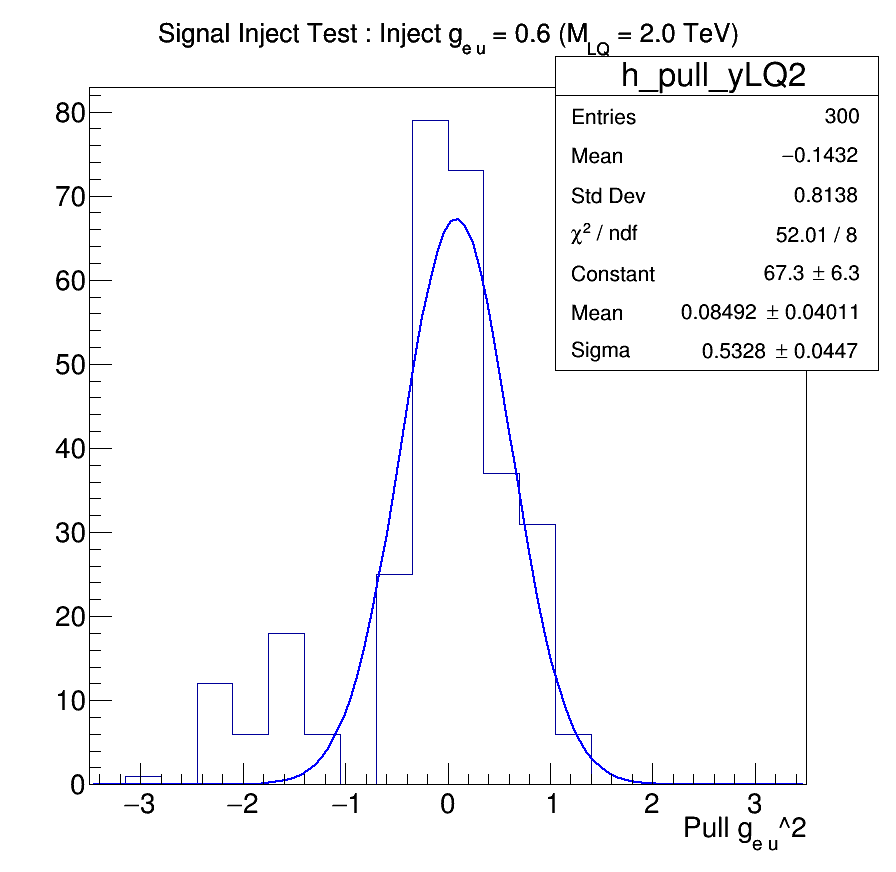 Signal Inject Test : Inject g_e u = 0.6 (M_LQ = 2.0 TeV)
h_pull_yLQ2
Entries 300
Mean −0.1432
Std Dev 0.8138
χ² / ndf 52.01 / 8
Constant 67.3 ± 6.3
Mean 0.08492 ± 0.04011
Sigma 0.5328 ± 0.0447
80
70
60
50
40
30
20
10
0
−3 −2 −1 0 1 2 3
Pull g_e u^2